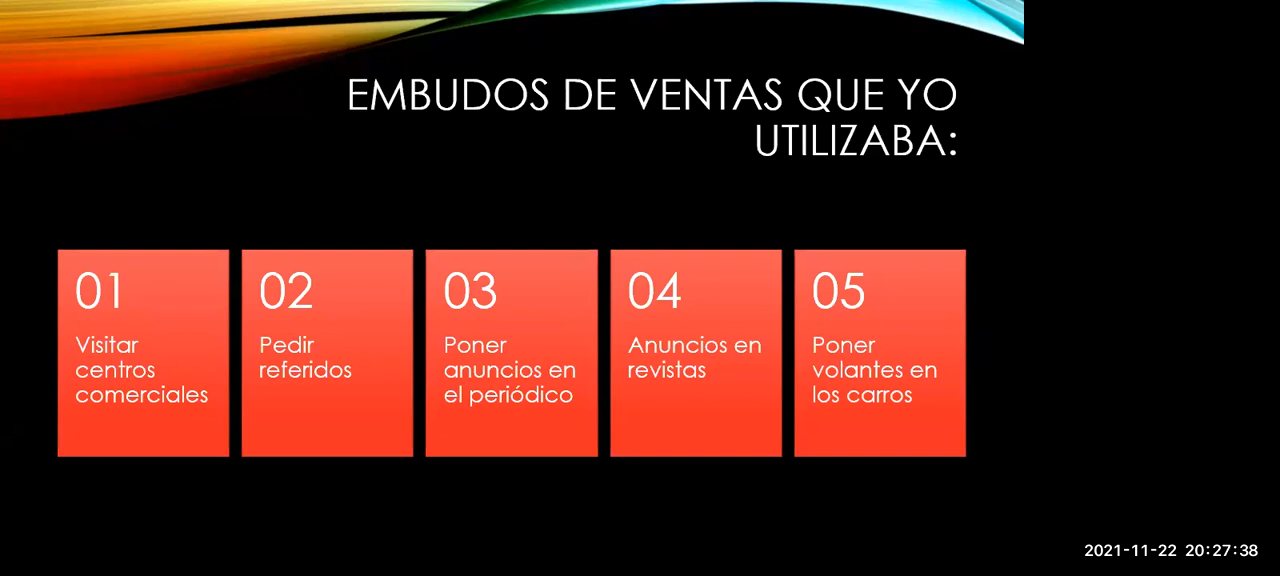 EMBUDOS DE VENTAS QUE YO
UTILIZABA:
01
Visitar
centros
comerciales
02
Pedir
referidos
03
Poner
anuncios en
el periódico
04
Anuncios en
revistas
05
Poner
volantes en
los carros
2021-11-22 20:27:38